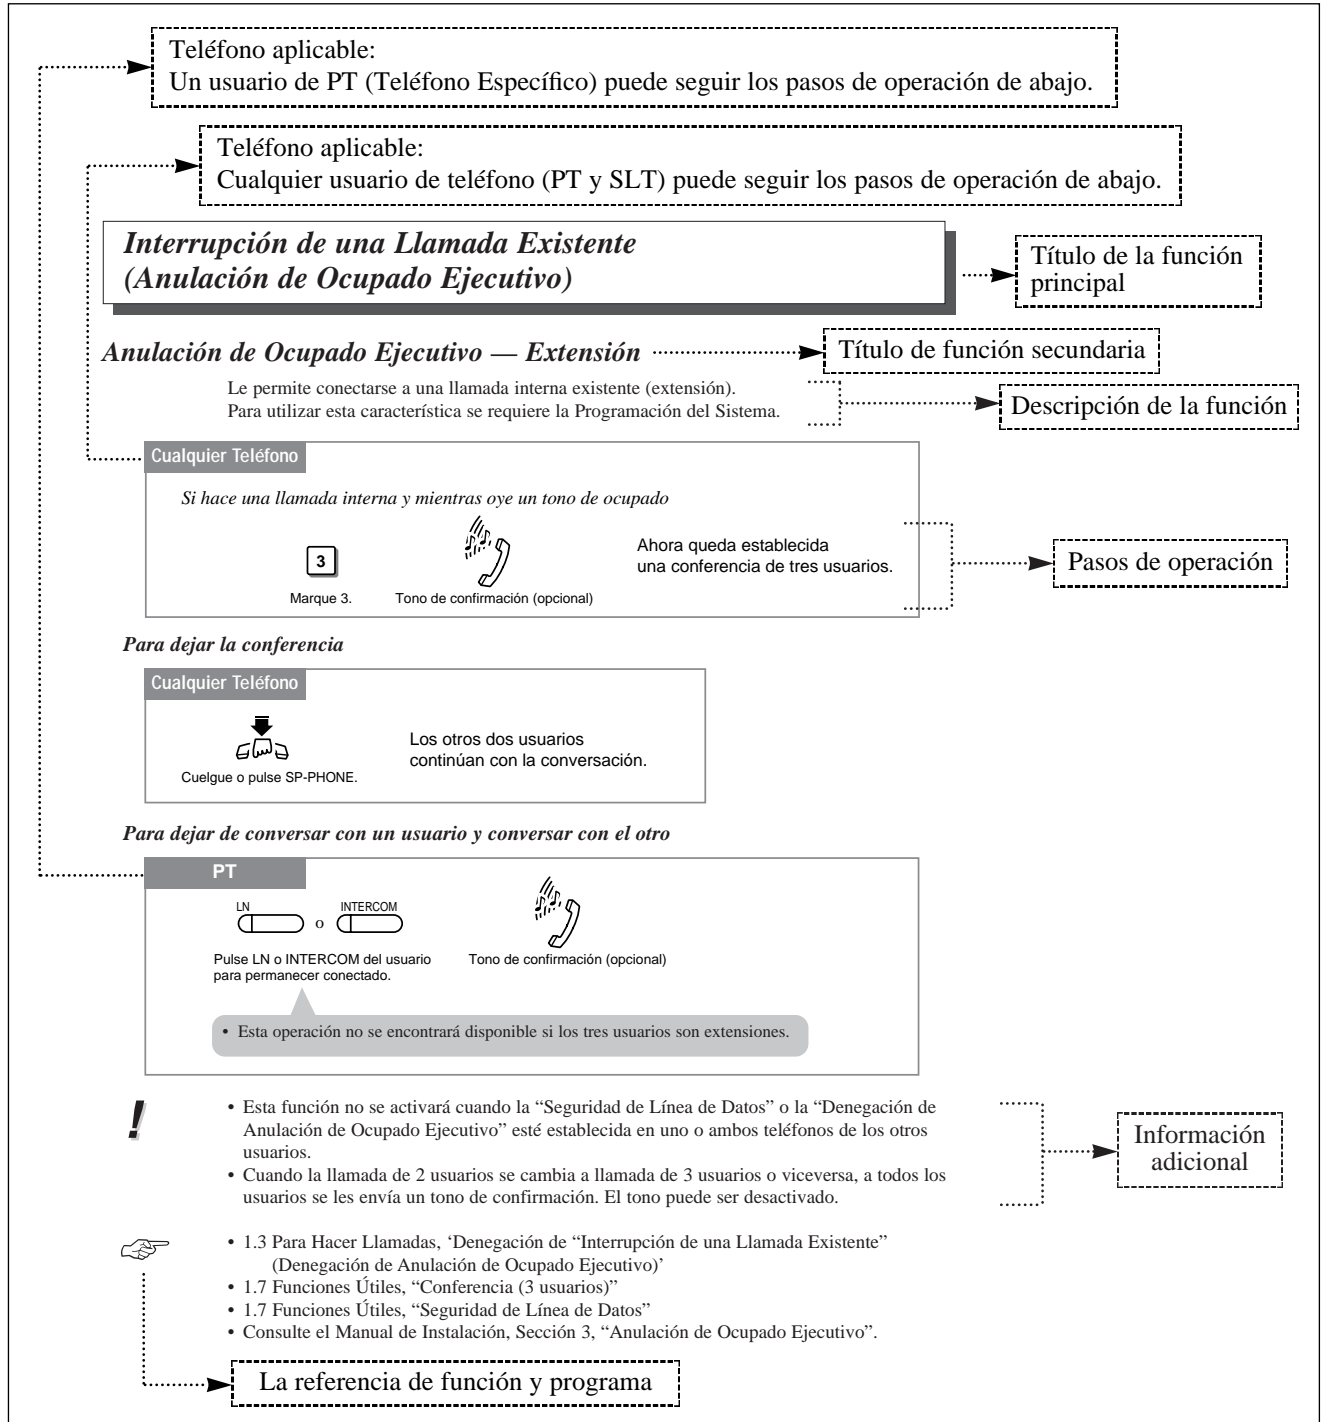 Teléfono aplicable:
Un usuario de PT (Teléfono Específico) puede seguir los pasos de operación de abajo.
Teléfono aplicable:
Cualquier usuario de teléfono (PT y SLT) puede seguir los pasos de operación de abajo.
Interrupción de una Llamada Existente
(Anulación de Ocupado Ejecutivo)
Título de la función
principal
Anulación de Ocupado Ejecutivo — Extensión
Título de función secundaria
Le permite conectarse a una llamada interna existente (extensión).
Para utilizar esta característica se requiere la Programación del Sistema.
Descripción de la función
Cualquier Teléfono
Si hace una llamada interna y mientras oye un tono de ocupado
3
Marque 3.
Tono de confirmación (opcional)
Ahora queda establecida
una conferencia de tres usuarios.
Pasos de operación
Para dejar la conferencia
Cualquier Teléfono
Cuelgue o pulse SP-PHONE.
Los otros dos usuarios
continúan con la conversación.
Para dejar de conversar con un usuario y conversar con el otro
PT
LN
o
INTERCOM
Pulse LN o INTERCOM del usuario
para permanecer conectado.
Tono de confirmación (opcional)
• Esta operación no se encontrará disponible si los tres usuarios son extensiones.
!
• Esta función no se activará cuando la “Seguridad de Línea de Datos” o la “Denegación de
Anulación de Ocupado Ejecutivo” esté establecida en uno o ambos teléfonos de los otros
usuarios.
• Cuando la llamada de 2 usuarios se cambia a llamada de 3 usuarios o viceversa, a todos los
usuarios se les envía un tono de confirmación. El tono puede ser desactivado.
Información
adicional
• 1.3 Para Hacer Llamadas, ‘Denegación de “Interrupción de una Llamada Existente”
(Denegación de Anulación de Ocupado Ejecutivo)’
• 1.7 Funciones Útiles, “Conferencia (3 usuarios)”
• 1.7 Funciones Útiles, “Seguridad de Línea de Datos”
• Consulte el Manual de Instalación, Sección 3, “Anulación de Ocupado Ejecutivo”.
La referencia de función y programa